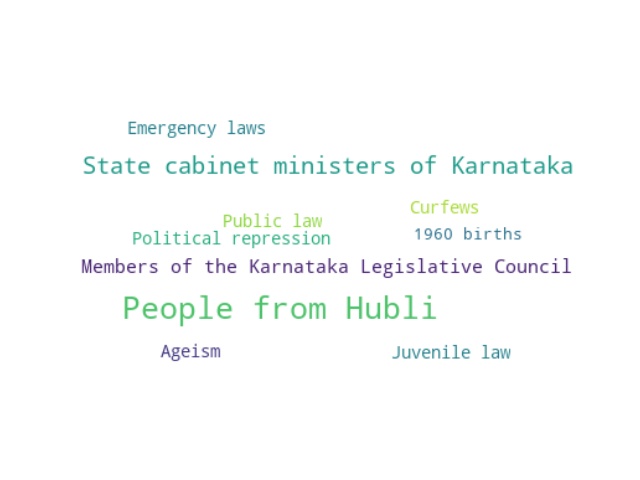 Emergency laws
State cabinet ministers of Karnataka
Curfews
Public law
1960 births
Political repression
Members of the Karnataka Legislative Council
People from Hubli
Ageism
Juvenile law